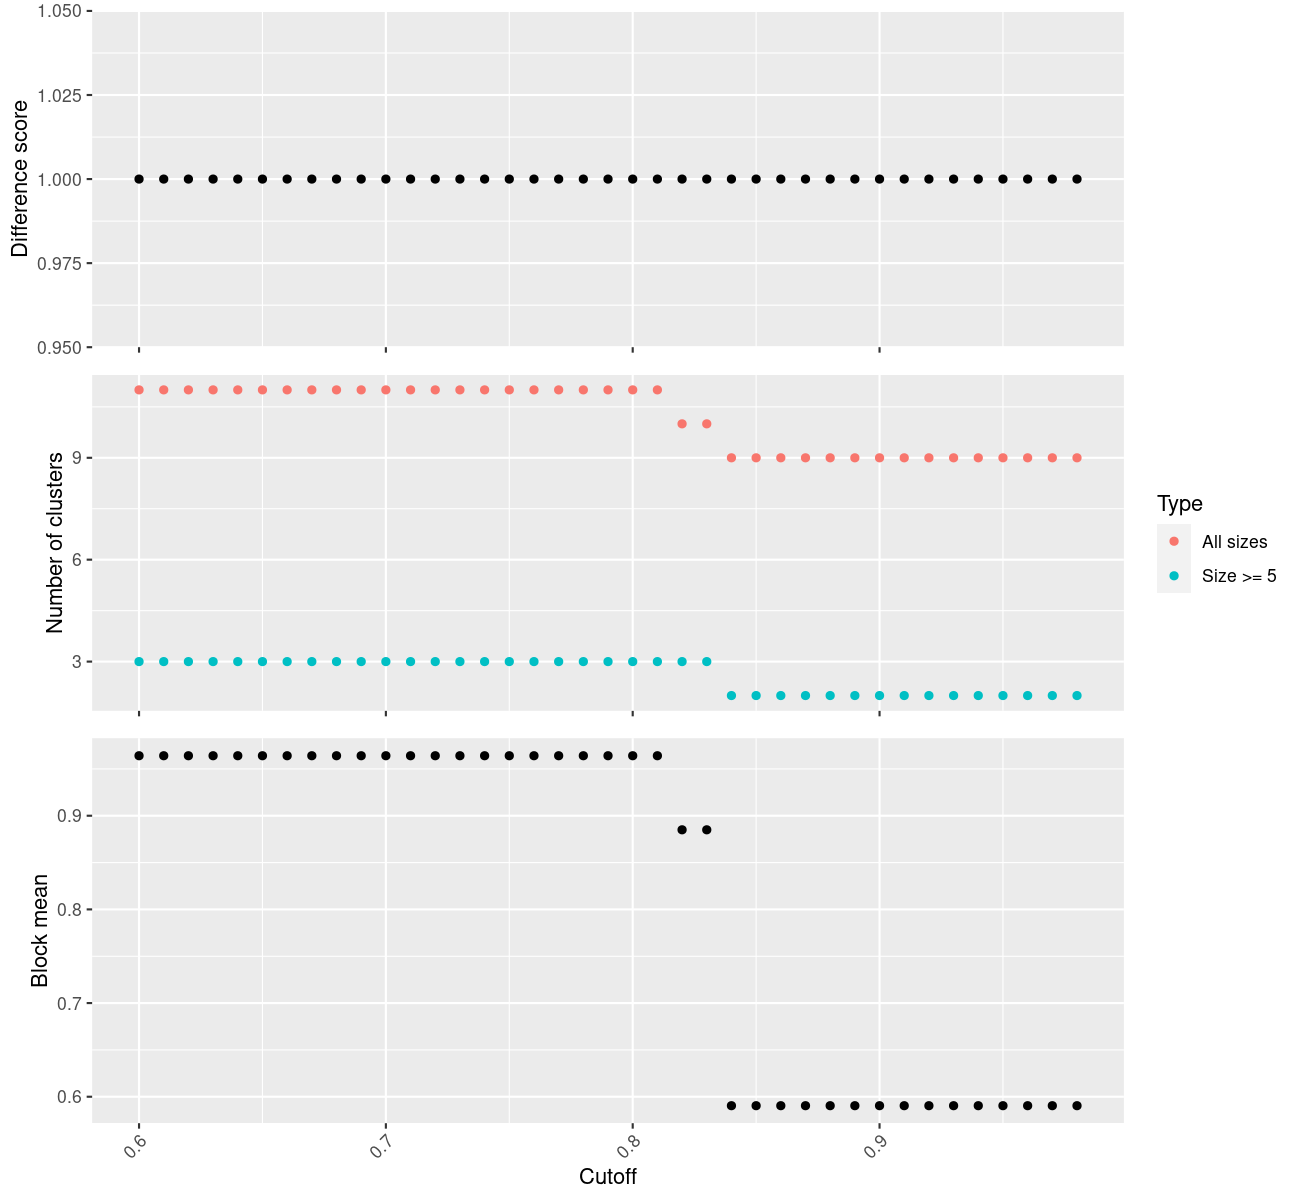 Difference score
1.050
1.025
1.000
0.975
0.950
Number of clusters
9
6
3
Block mean
0.9
0.8
0.7
0.6
0.6
0.7
0.8
0.9
Cutoff
Type
All sizes
Size >= 5